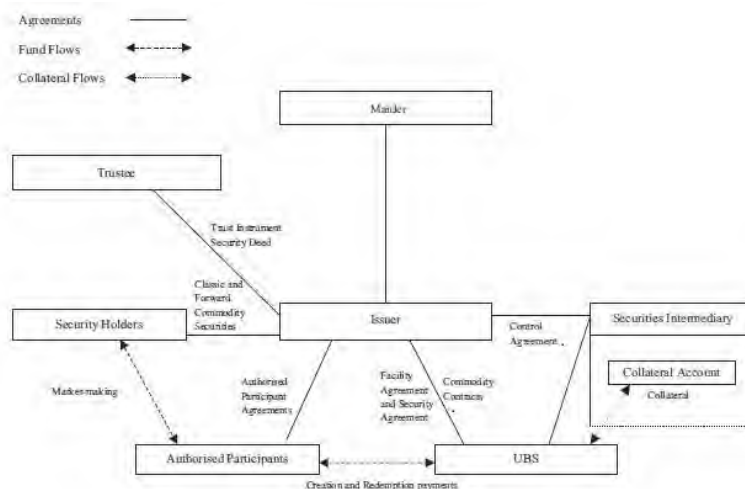 Agreements
Fund Flows
Collateral Flows
Manider
Trustee
Trust Instrument
Security Deed
Classic and
Forward
Commodity
Securities
Security Holders
Issuer
Control
Agreement
Securities Intermediary
Collateral Account
Collateral
Market-making
Authorised
Participant
Agreements
Facility
Agreement
and Security
Agreement
Commodity
Contracts
Authorised Participants
UBS
Creation and Redemption payments